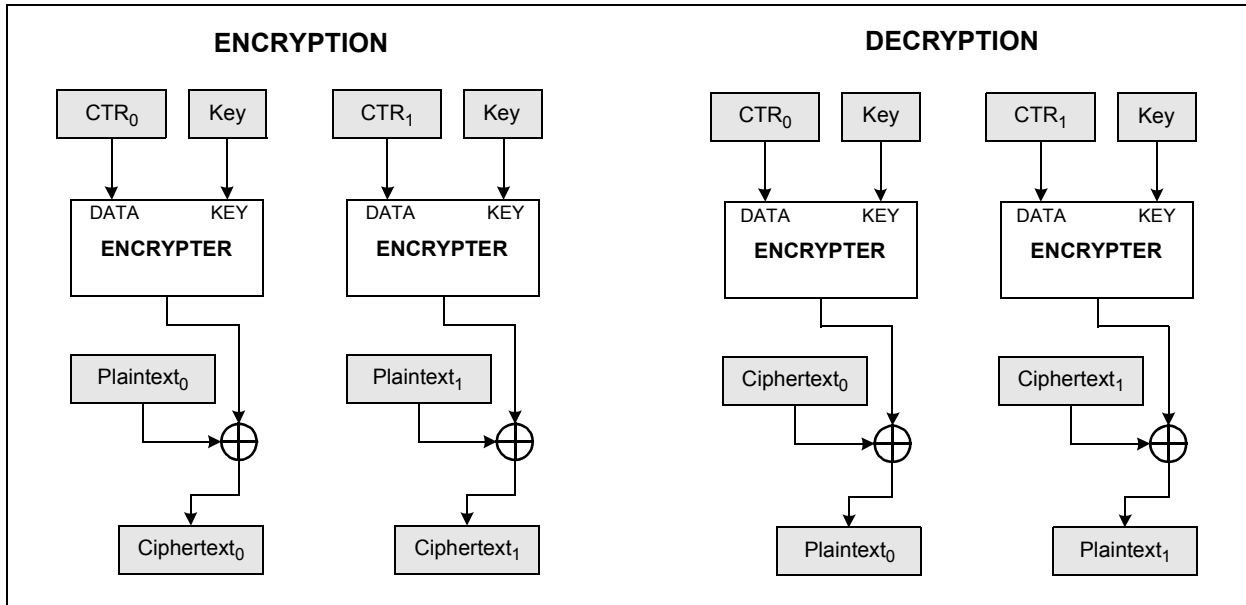 ENCRYPTION
CTR₀ Key CTR₁ Key
DATA KEY DATA KEY
ENCRYPTER ENCRYPTER
Plaintext₀ Plaintext₁
Ciphertext₀ Ciphertext₁
DECRYPTION
CTR₀ Key CTR₁ Key
DATA KEY DATA KEY
ENCRYPTER ENCRYPTER
Ciphertext₀ Ciphertext₁
Plaintext₀ Plaintext₁